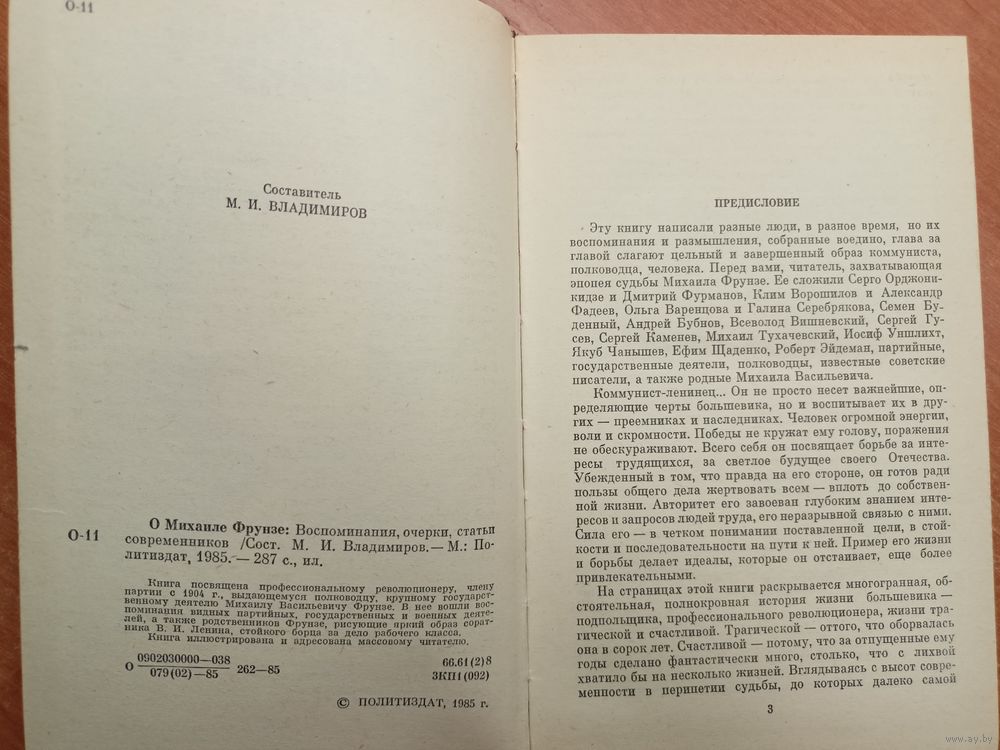 О-11
Составитель
М. И. ВЛАДИМИРОВ
О Михаиле Фрунзе: Воспоминания, очерки, статьи
О-11 современников /Сост. М. И. Владимиров.— М.: По-
литиздат, 1985.— 287 с., ил.
Книга посвящена профессиональному революционеру, члену
партии с 1904 г., выдающемуся полководцу, крупному государст-
венному деятелю Михаилу Васильевичу Фрунзе. В нее вошли вос-
поминания видных партийных, государственных и военных деяте-
лей, а также родственников Фрунзе, рисующие яркий образ сорат-
ника В. И. Ленина, стойкого борца за дело рабочего класса.
Книга иллюстрирована и адресована массовому читателю.
О 0902030000—038
079(02)—85 262—85
66.61(2)8
3КП1(092)
© ПОЛИТИЗДАТ, 1985 г.
ПРЕДИСЛОВИЕ
Эту книгу написали разные люди, в разное время, но их
воспоминания и размышления, собранные воедино, глава за
главой слагают цельный и завершенный образ коммуниста,
полководца, человека. Перед вами, читатель, захватывающая
эпопея судьбы Михаила Фрунзе. Ее сложили Серго Орджони-
кидзе и Дмитрий Фурманов, Клим Ворошилов и Александр
Фадеев, Ольга Варенцова и Галина Серебрякова, Семен Бу-
денный, Андрей Бубнов, Всеволод Вишневский, Сергей Гу-
сев, Сергей Каменев, Михаил Тухачевский, Иосиф Уншлихт,
Якуб Чанышев, Ефим Щаденко, Роберт Эйдеман, партийные,
государственные деятели, полководцы, известные советские
писатели, а также родные Михаила Васильевича.
Коммунист-ленинец... Он не просто несет важнейшие, оп-
ределяющие черты большевика, но и воспитывает их в дру-
гих — преемниках и наследниках. Человек огромной энергии,
воли и скромности. Победы не кружат ему голову, поражения
не обескураживают. Всего себя он посвящает борьбе за инте-
ресы трудящихся, за светлое будущее своего Отечества.
Убежденный в том, что правда на его стороне, он готов ради
пользы общего дела жертвовать всем — вплоть до собствен-
ной жизни. Авторитет его завоеван глубоким знанием инте-
ресов и запросов людей труда, его неразрывной связью с ними.
Сила его — в четком понимании поставленной цели, в стой-
кости и последовательности на пути к ней. Пример его жизни
и борьбы делает идеалы, которые он отстаивает, еще более
привлекательными.
На страницах этой книги раскрывается многогранная, об-
стоятельная, полнокровная история жизни большевика —
подпольщика, профессионального революционера, жизни тра-
гической и счастливой. Трагической — оттого, что оборвалась
она в сорок лет. Счастливой — потому, что за отпущенные ему
годы сделано фантастически много, столько, что с лихвой
хватило бы на несколько жизней. Вглядываясь с высот совре-
менности в перипетии судьбы, до которых далеко самой
3
www.ay.by